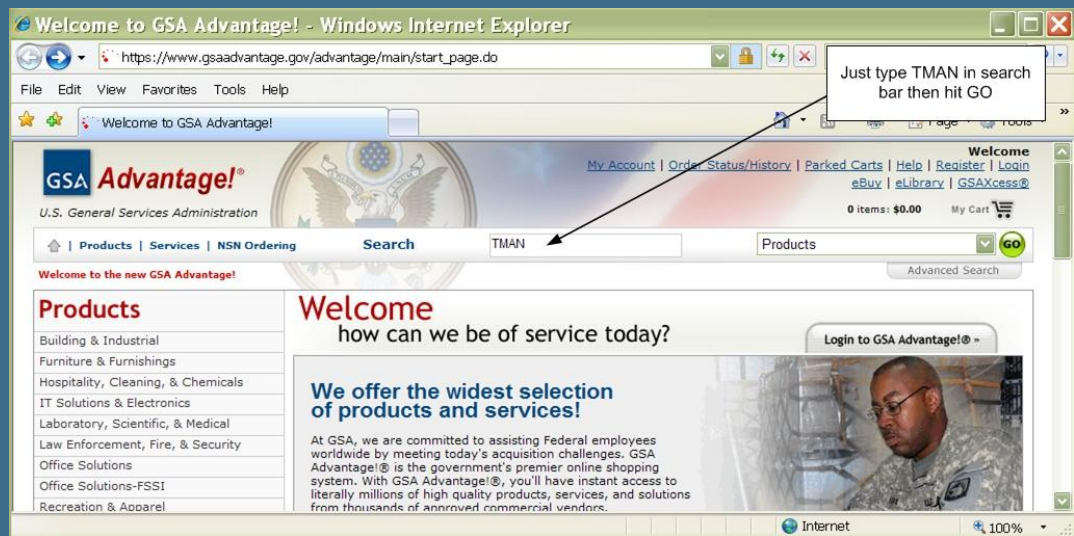 Welcome to GSA Advantage! - Windows Internet Explorer
https://www.gsaadvantage.gov/advantage/main/start_page.do
Just type TMAN in search
bar then hit GO
File Edit View Favorites Tools Help
Welcome to GSA Advantage!
Page Tools »
Welcome
GSA Advantage!®
My Account | Order Status/History | Parked Carts | Help | Register | Login
eBuy | eLibrary | GSAXcess®
U.S. General Services Administration
0 items: $0.00 My Cart
| Products | Services | NSN Ordering Search TMAN Products GO
Welcome to the new GSA Advantage!
Advanced Search
Products
Building & Industrial
Furniture & Furnishings
Hospitality, Cleaning, & Chemicals
IT Solutions & Electronics
Laboratory, Scientific, & Medical
Law Enforcement, Fire, & Security
Office Solutions
Office Solutions-FSSI
Recreation & Apparel
Welcome
how can we be of service today?
Login to GSA Advantage!® »
We offer the widest selection
of products and services!
At GSA, we are committed to assisting Federal employees
worldwide by meeting today's acquisition challenges. GSA
Advantage!® is the government's premier online shopping
system. With GSA Advantage!®, you'll have instant access to
literally millions of high quality products, services, and solutions
from thousands of approved commercial vendors.
Internet 100%